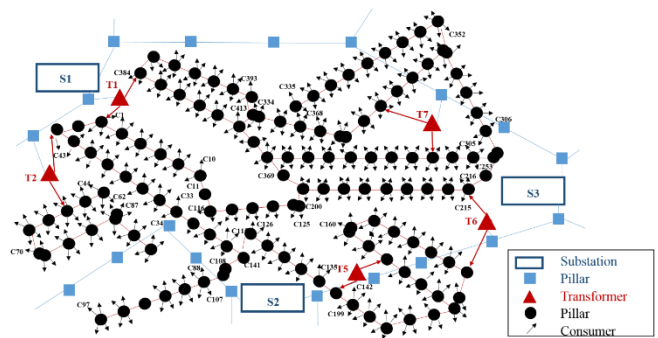 C352
S1
C384
T1
C393
C335
C334
C413
C368
T7
C1
C306
C305
C43
C10
C369
C253
C216
T2
C11
C44
C62
C33
S3
C87
C116
C200
C215
C125
C126
C160
T6
C34
C70
C108
C141
C88
C138
T5
C142
C97
C107
S2
C199
Substation
Pillar
Transformer
Pillar
Consumer